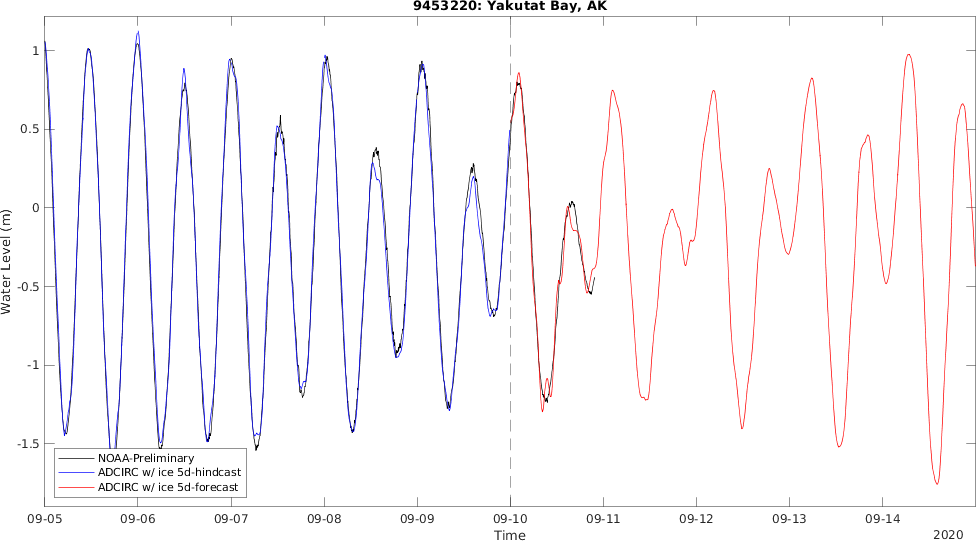 9453220: Yakutat Bay, AK
Water Level (m)
1
0.5
0
-0.5
-1
-1.5
NOAA-Preliminary
ADCIRC w/ ice 5d-hindcast
ADCIRC w/ ice 5d-forecast
09-05 09-06 09-07 09-08 09-09 09-10 09-11 09-12 09-13 09-14
Time 2020